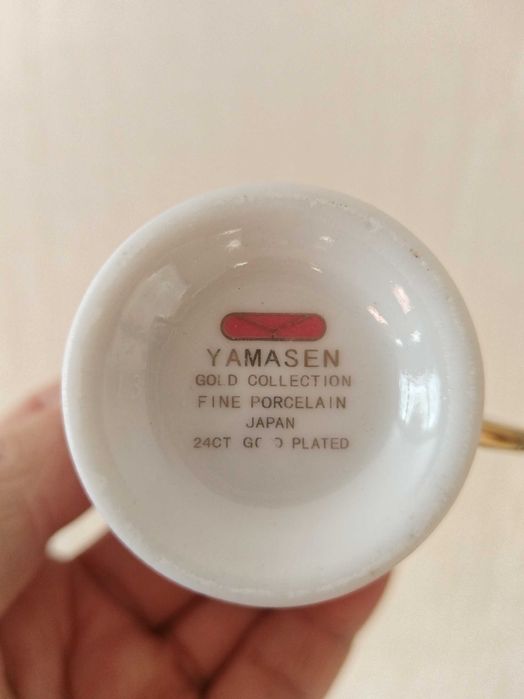 YAMASEN
GOLD COLLECTION
FINE PORCELAIN
JAPAN
24CT GOLD PLATED